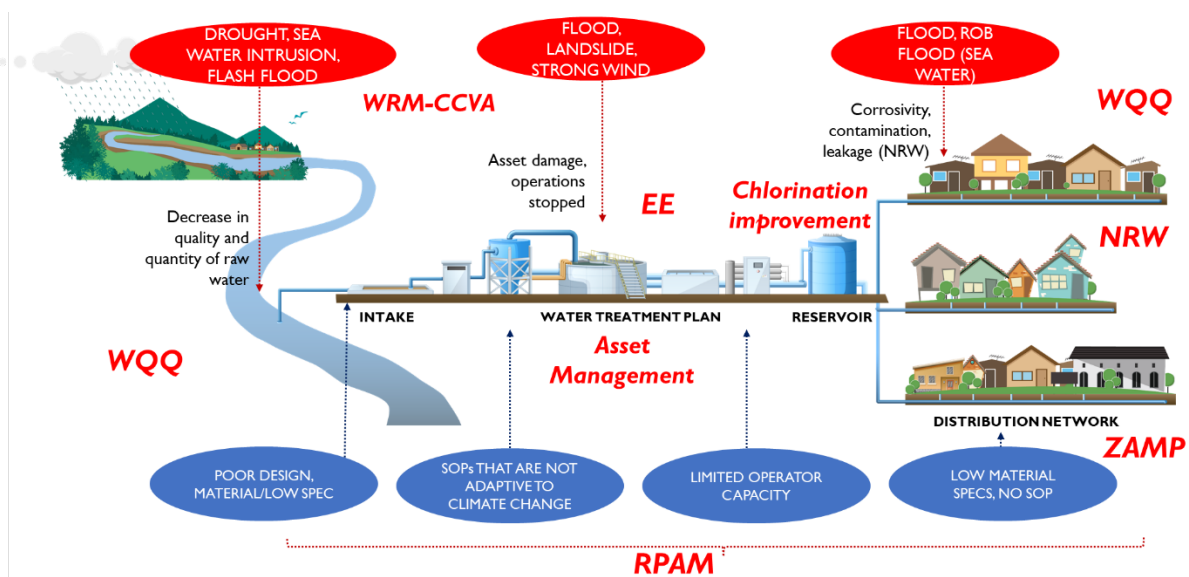 DROUGHT, SEA
WATER INTRUSION,
FLASH FLOOD
FLOOD,
LANDSLIDE,
STRONG WIND
FLOOD, ROB
FLOOD (SEA
WATER)
WRM-CCVA
WQQ
Corrosivity,
contamination,
leakage (NRW)
Asset damage,
operations
stopped
EE
Chlorination
improvement
Decrease in
quality and
quantity of raw
water
NRW
INTAKE
WATER TREATMENT PLAN
RESERVOIR
WQQ
Asset
Management
DISTRIBUTION NETWORK
ZAMP
POOR DESIGN,
MATERIAL/LOW SPEC
SOPs THAT ARE NOT
ADAPTIVE TO
CLIMATE CHANGE
LIMITED OPERATOR
CAPACITY
LOW MATERIAL
SPECS, NO SOP
RPAM